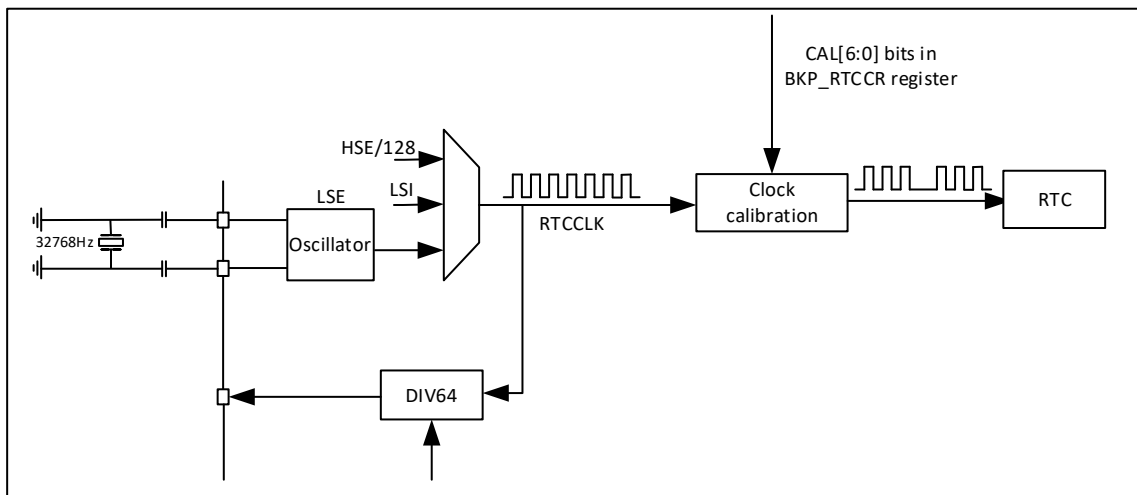 CAL[6:0] bits in
BKP_RTCCR register
HSE/128
LSI
LSE
32768Hz
Oscillator
RTCCLK
Clock
calibration
RTC
DIV64